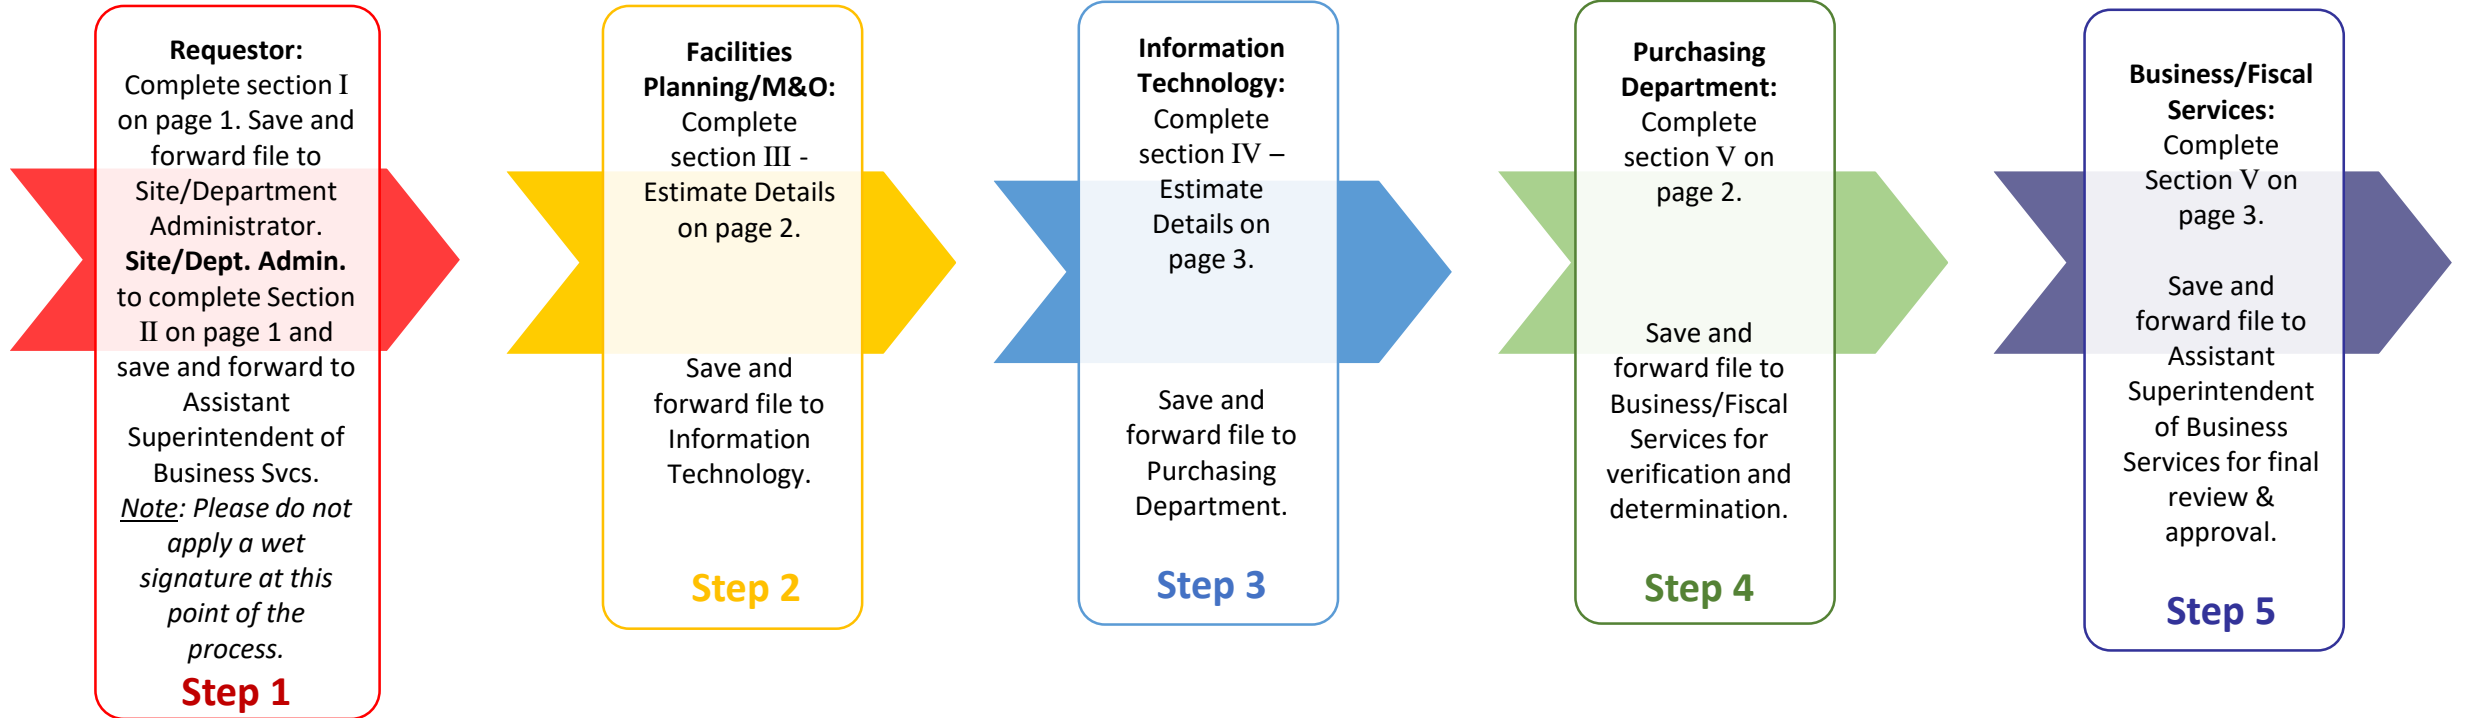 Requestor:
Complete section I
on page 1. Save and
forward file to
Site/Department
Administrator.
Site/Dept. Admin.
to complete Section
II on page 1 and
save and forward to
Assistant
Superintendent of
Business Svcs.
Note: Please do not
apply a wet
signature at this
point of the
process.
Step 1
Facilities
Planning/M&O:
Complete
section III -
Estimate Details
on page 2.
Save and
forward file to
Information
Technology.
Step 2
Information
Technology:
Complete
section IV –
Estimate
Details on
page 3.
Save and
forward file to
Purchasing
Department.
Step 3
Purchasing
Department:
Complete
section V on
page 2.
Save and
forward file to
Business/Fiscal
Services for
verification and
determination.
Step 4
Business/Fiscal
Services:
Complete
Section V on
page 3.
Save and
forward file to
Assistant
Superintendent
of Business
Services for final
review &
approval.
Step 5